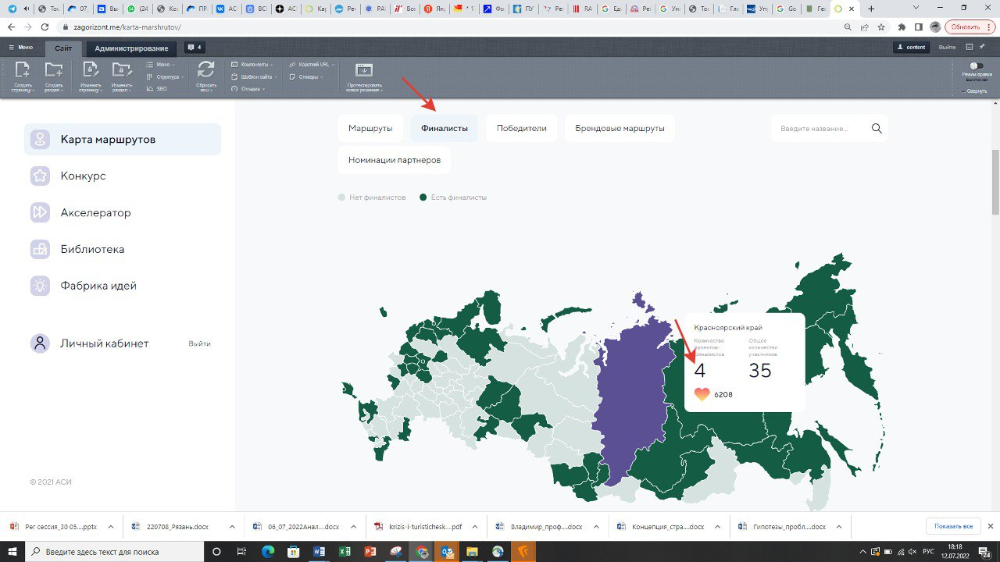 zagorizont.me/karta-marshrutov/
Обновить
Меню
Сайт
Администрирование
4
content
Выйти
Создать страницу
Создать раздел
Изменить страницу
Изменить раздел
Меню
Структура
SEO
Сбросить кеш
Компоненты
Шаблон сайта
Отладки
Короткий URL
Стикеры
Протестировать новое решение
Режим правки
выключен
Свернуть
Карта маршрутов
Конкурс
Акселератор
Библиотека
Фабрика идей
Личный кабинет
Выйти
© 2021 АСИ
Маршруты
Финалисты
Победители
Брендовые маршруты
Введите название...
Номинации партнеров
Нет финалистов
Есть финалисты
Красноярский край
Количество проектов-финалистов
Общее количество участников
4
35
6208
Рег сессия_30 05....pptx
220708_Рязань.docx
06_07_2022Анал....docx
krizis-i-turistichesk....pdf
Владимир_проф....docx
Концепция_стра....docx
Гипотезы_пробл....docx
Показать все
Введите здесь текст для поиска
РУС
18:18
12.07.2022